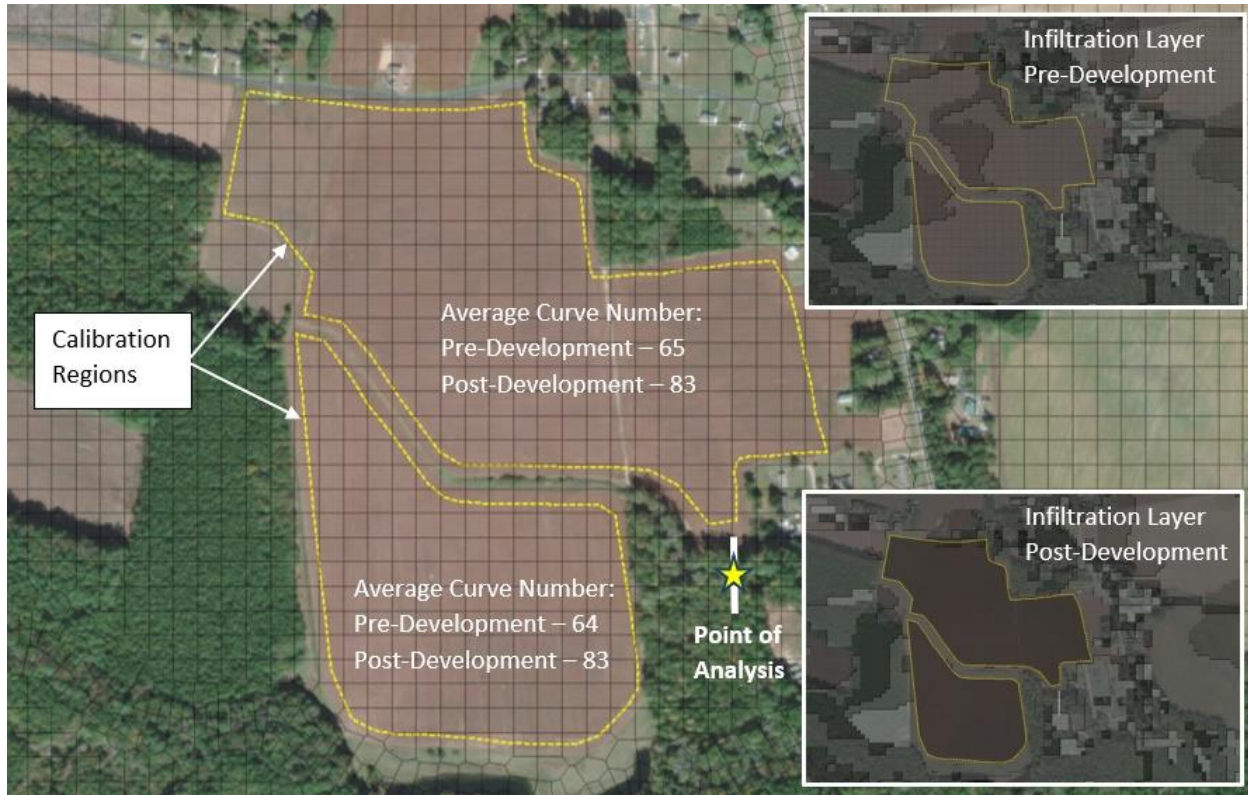 Infiltration Layer
Pre-Development
Calibration
Regions
Average Curve Number:
Pre-Development – 65
Post-Development – 83
Average Curve Number:
Pre-Development – 64
Post-Development – 83
Point of
Analysis
Infiltration Layer
Post-Development